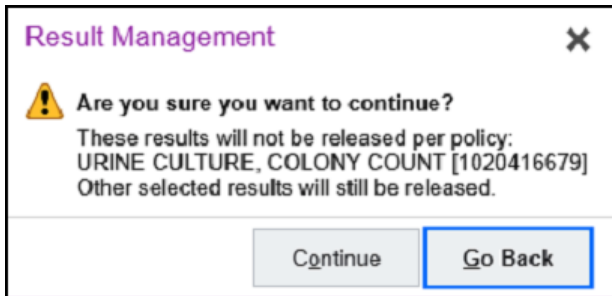 Result Management
Are you sure you want to continue?
These results will not be released per policy:
URINE CULTURE, COLONY COUNT [1020416679]
Other selected results will still be released.
Continue
Go Back